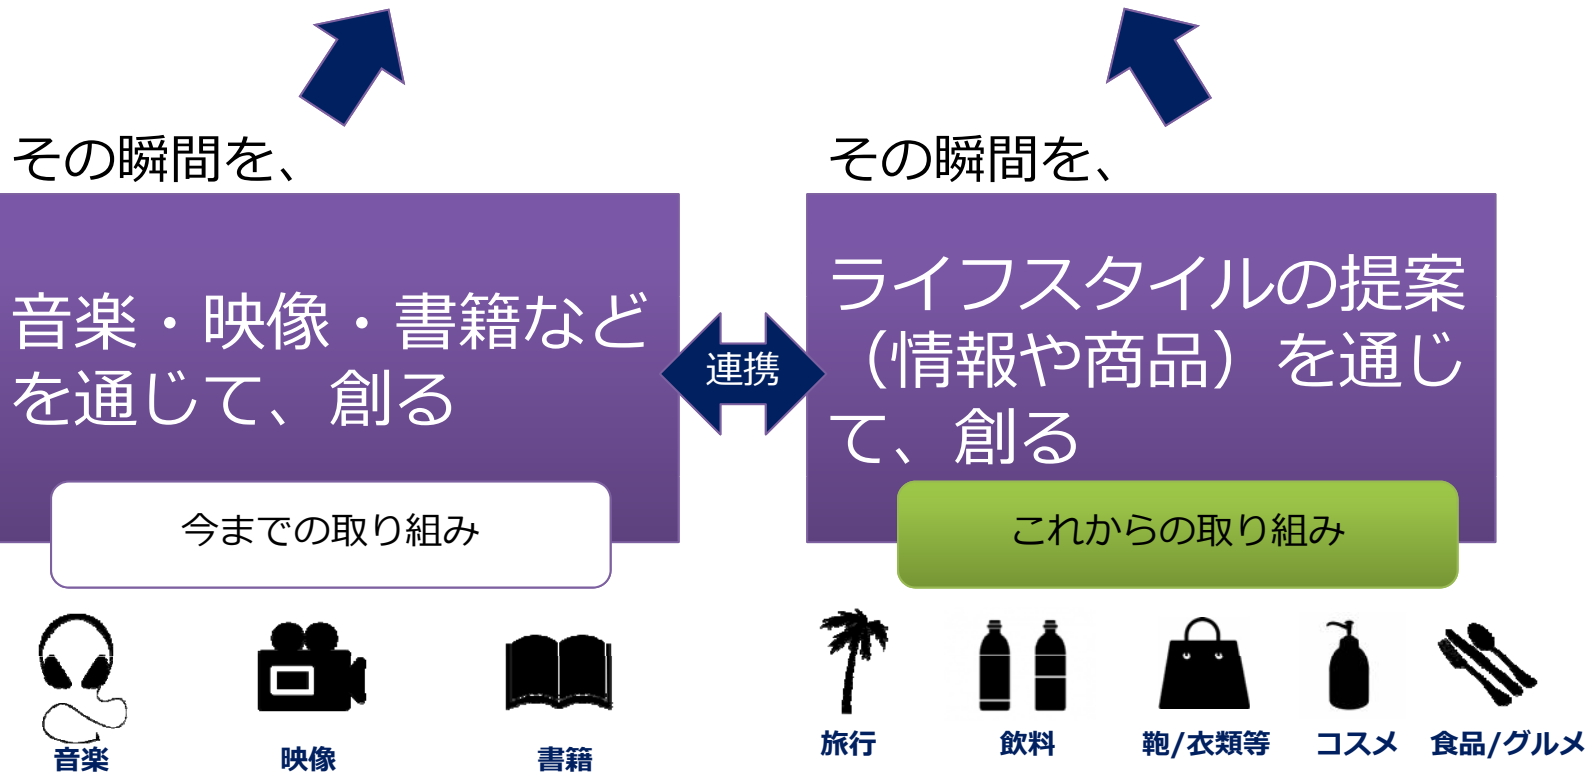 その瞬間を、
音楽・映像・書籍など
を通じて、創る
今までの取り組み
音楽
映像
書籍
連携
その瞬間を、
ライフスタイルの提案
（情報や商品）を通じ
て、創る
これからの取り組み
旅行
飲料
鞄/衣類等
コスメ
食品/グルメ